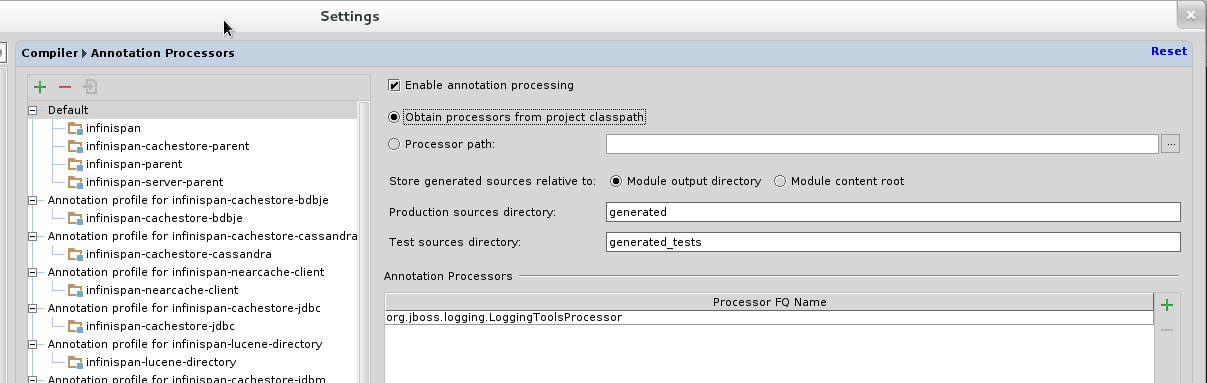 Settings
Compiler Annotation Processors
Reset
Default
infinispan
infinispan-cachestore-parent
infinispan-parent
infinispan-server-parent
Annotation profile for infinispan-cachestore-bdbje
infinispan-cachestore-bdbje
Annotation profile for infinispan-cachestore-cassandra
infinispan-cachestore-cassandra
Annotation profile for infinispan-nearcache-client
infinispan-nearcache-client
Annotation profile for infinispan-cachestore-jdbc
infinispan-cachestore-jdbc
Annotation profile for infinispan-lucene-directory
infinispan-lucene-directory
Annotation profile for infinispan-cachestore-jdbm
Enable annotation processing
Obtain processors from project classpath
Processor path:
...
Store generated sources relative to: Module output directory Module content root
Production sources directory: generated
Test sources directory: generated_tests
Annotation Processors
Processor FQ Name
org.jboss.logging.LoggingToolsProcessor